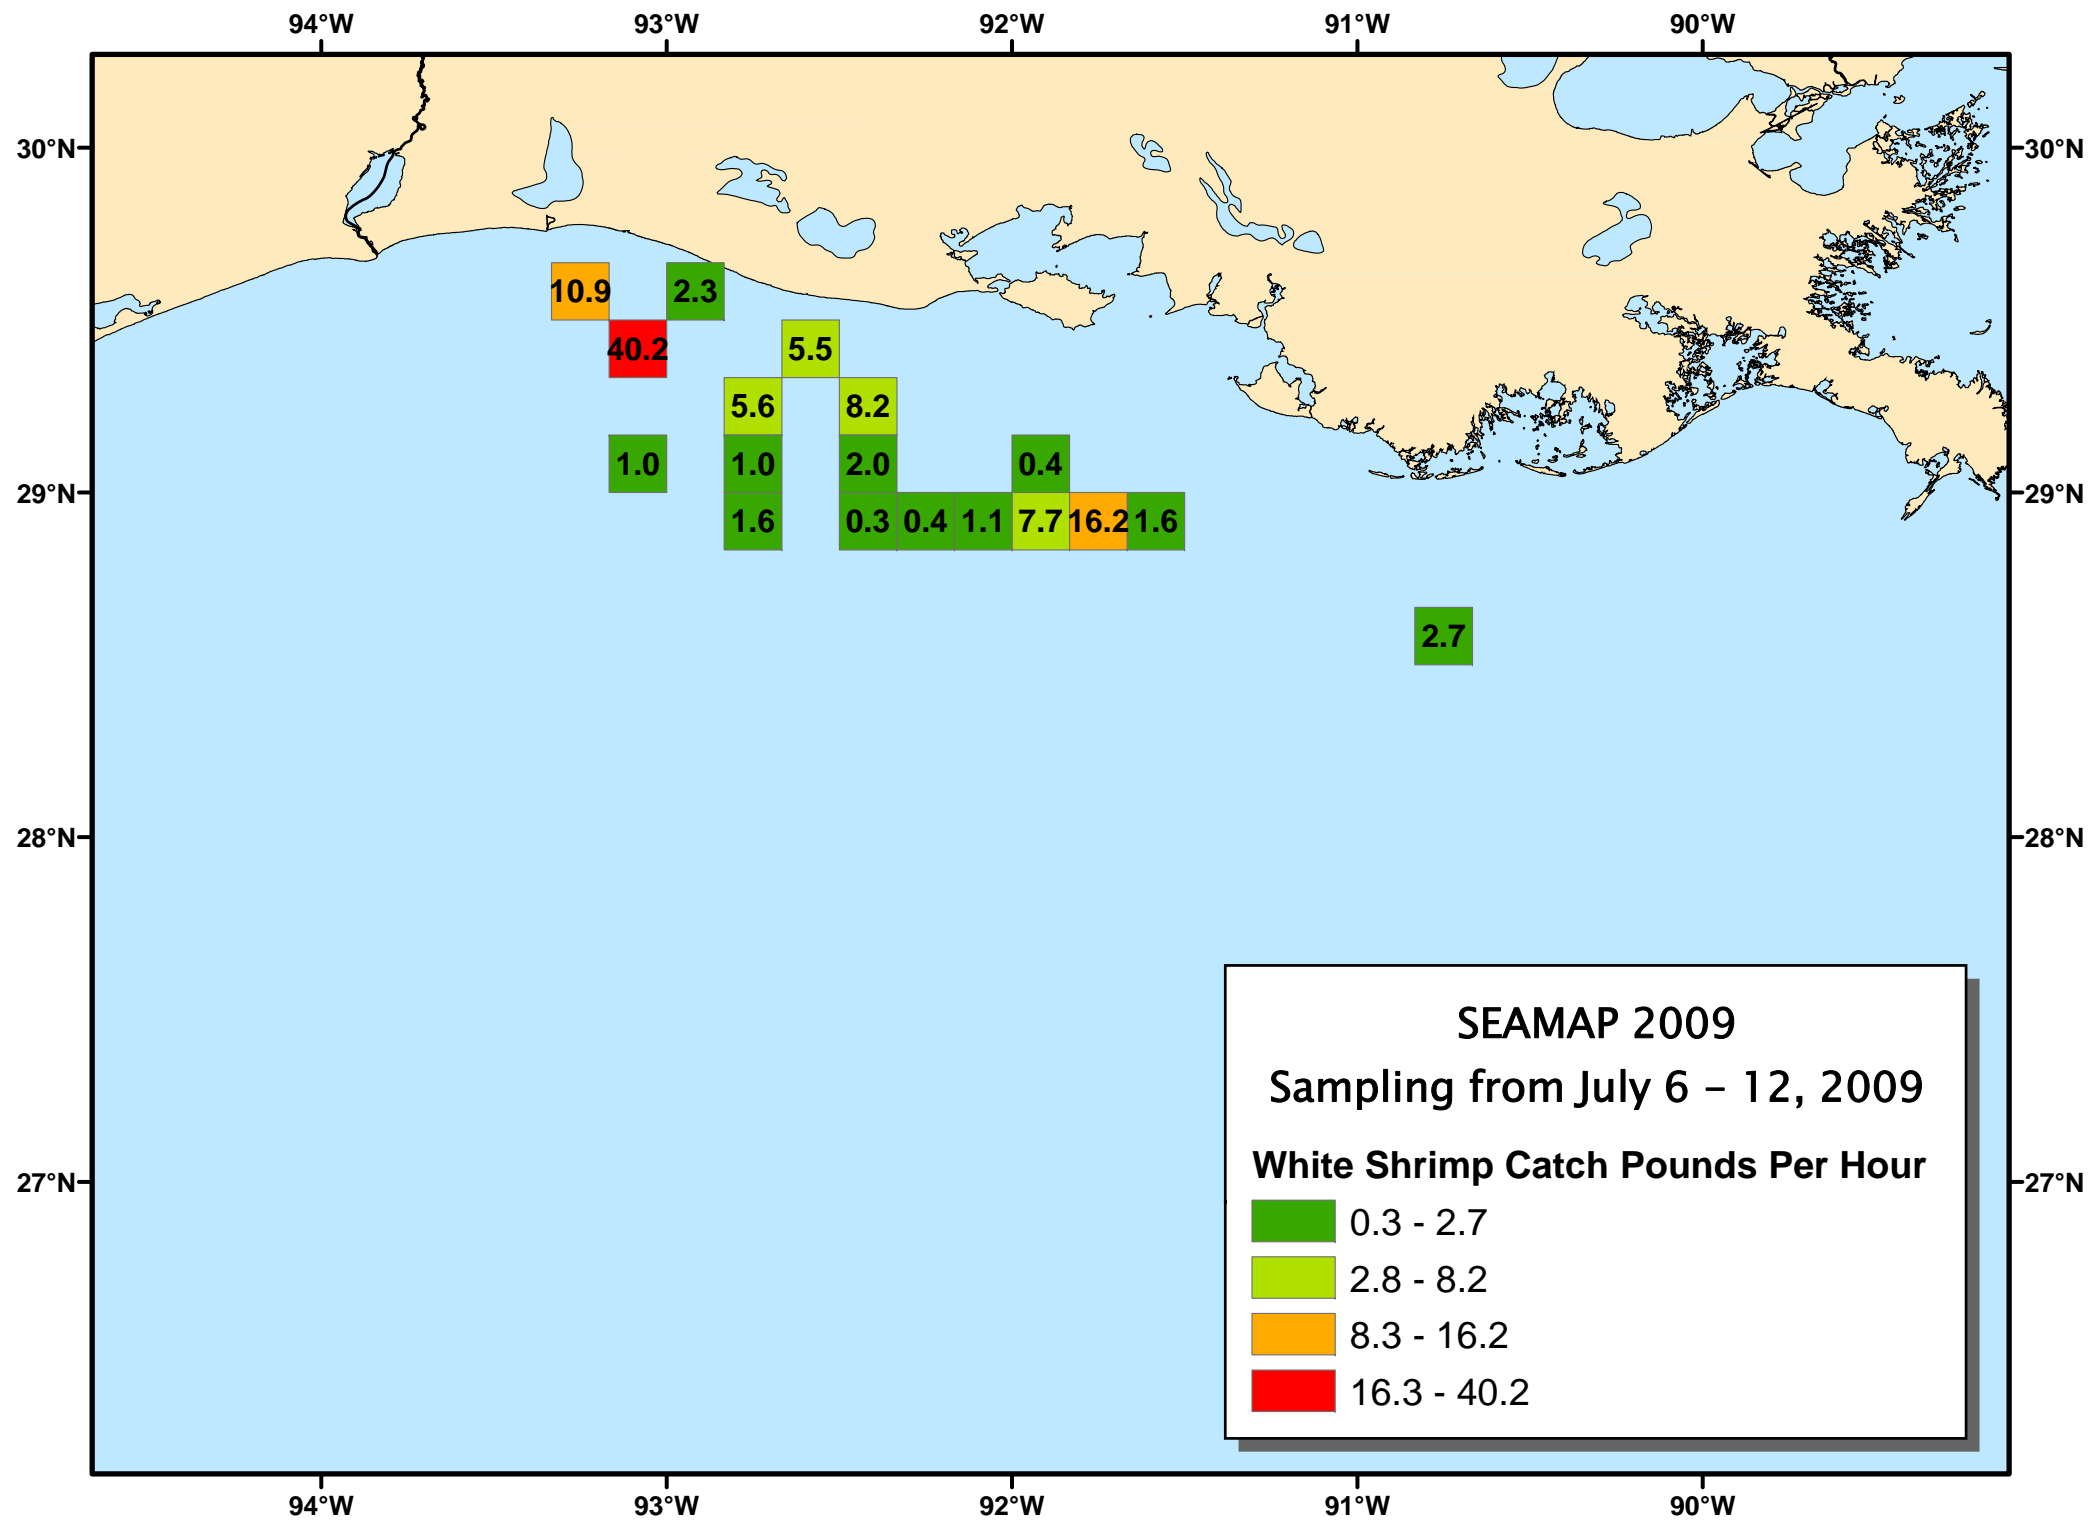 94°W 93°W 92°W 91°W 90°W
30°N 30°N
10.9 2.3
40.2 5.5
5.6 8.2
1.0 1.0 2.0 0.4
29°N 29°N
1.6 0.3 0.4 1.1 7.7 16.2 1.6
2.7
28°N 28°N
SEAMAP 2009
Sampling from July 6 – 12, 2009
White Shrimp Catch Pounds Per Hour
27°N 27°N
0.3 - 2.7
2.8 - 8.2
8.3 - 16.2
16.3 - 40.2
94°W 93°W 92°W 91°W 90°W